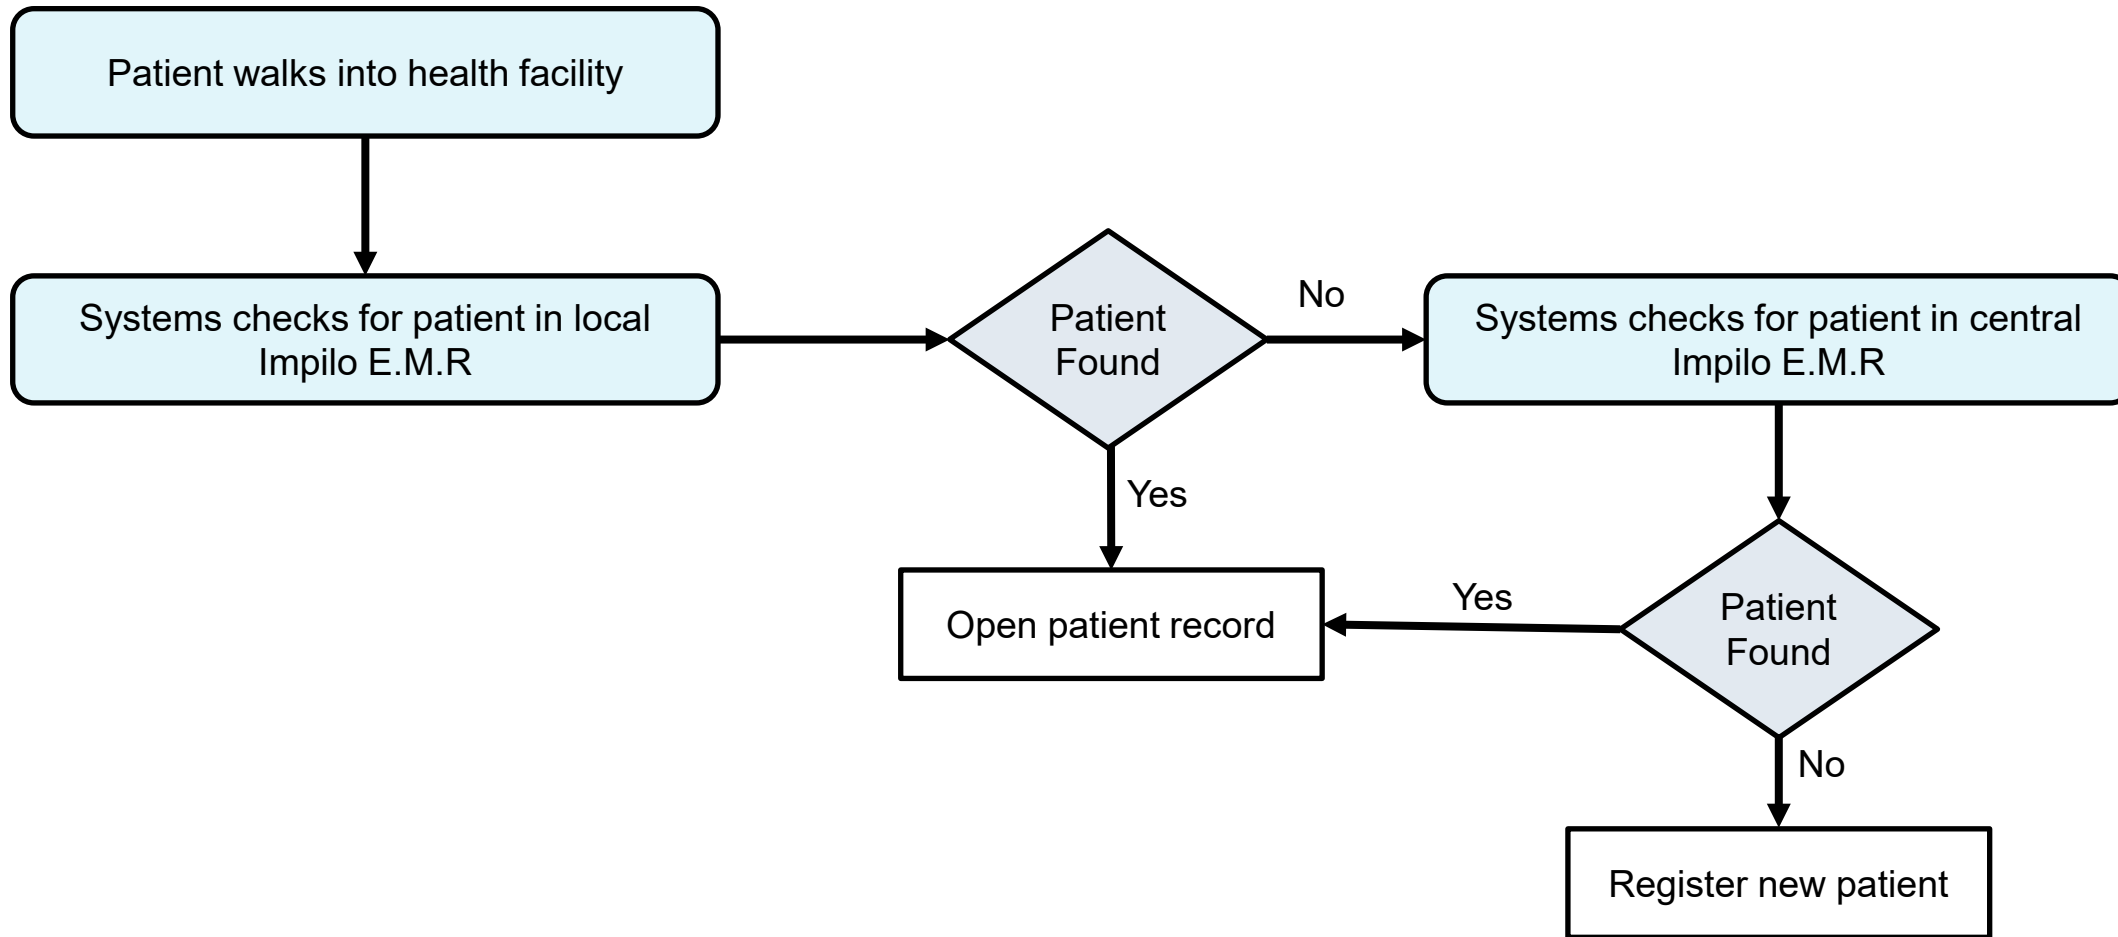 Patient walks into health facility
Systems checks for patient in local
Impilo E.M.R
Patient
Found
No
Systems checks for patient in central
Impilo E.M.R
Yes
Open patient record
Yes
Patient
Found
No
Register new patient